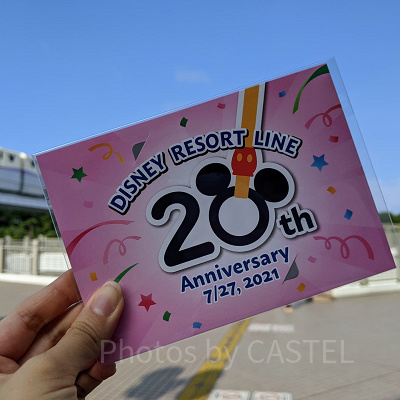 DISNEY RESORT LINE
20th
Anniversary
7/27, 2021
Photos by CASTEL